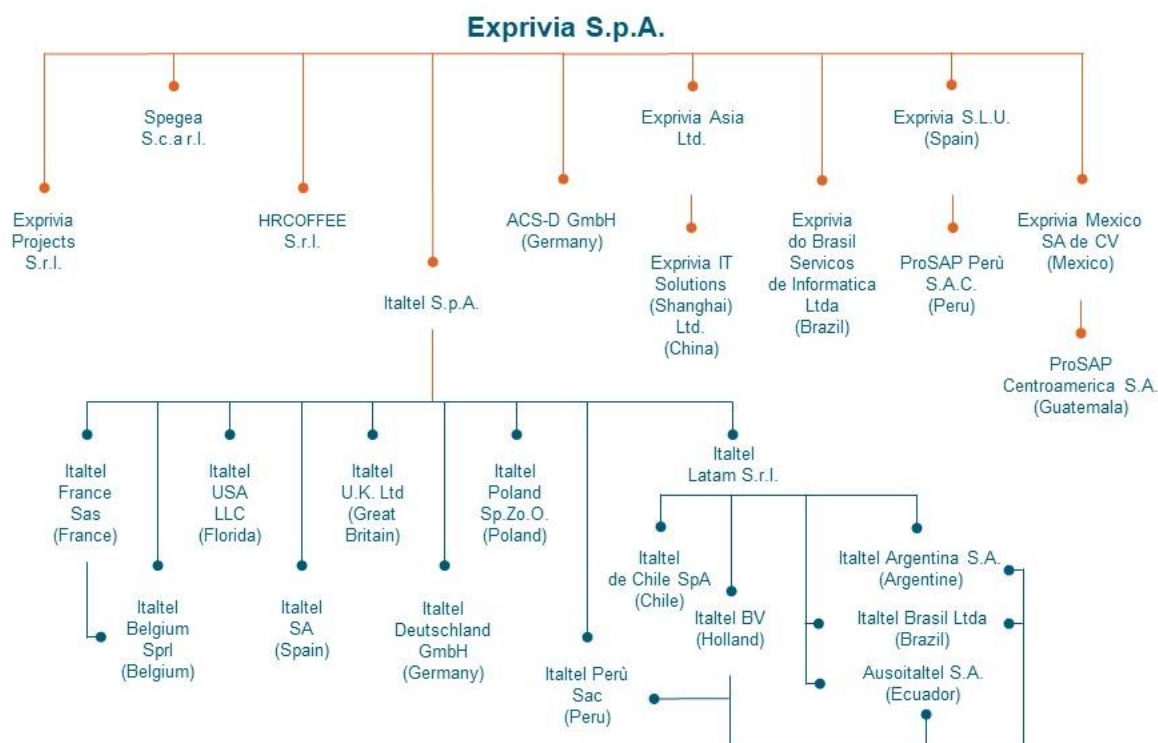 Exprivia S.p.A.
Spegea
S.c.a r.l.
Exprivia Asia
Ltd.
Exprivia S.L.U.
(Spain)
Exprivia
Projects
S.r.l.
HRCOFFEE
S.r.l.
ACS-D GmbH
(Germany)
Exprivia
do Brasil
Servicos
de Informatica
Ltda
(Brazil)
Exprivia Mexico
SA de CV
(Mexico)
Exprivia IT
Solutions
(Shanghai)
Ltd.
(China)
ProSAP Perù
S.A.C.
(Peru)
Italtel S.p.A.
ProSAP
Centroamerica S.A.
(Guatemala)
Italtel
France
Sas
(France)
Italtel
USA
LLC
(Florida)
Italtel
U.K. Ltd
(Great
Britain)
Italtel
Poland
Sp.Zo.O.
(Poland)
Italtel
Latam S.r.l.
Italtel
Belgium
Sprl
(Belgium)
Italtel
SA
(Spain)
Italtel
Deutschland
GmbH
(Germany)
Italtel Perù
Sac
(Peru)
Italtel
de Chile SpA
(Chile)
Italtel BV
(Holland)
Italtel Argentina S.A.
(Argentine)
Italtel Brasil Ltda
(Brazil)
Ausoitaltel S.A.
(Ecuador)